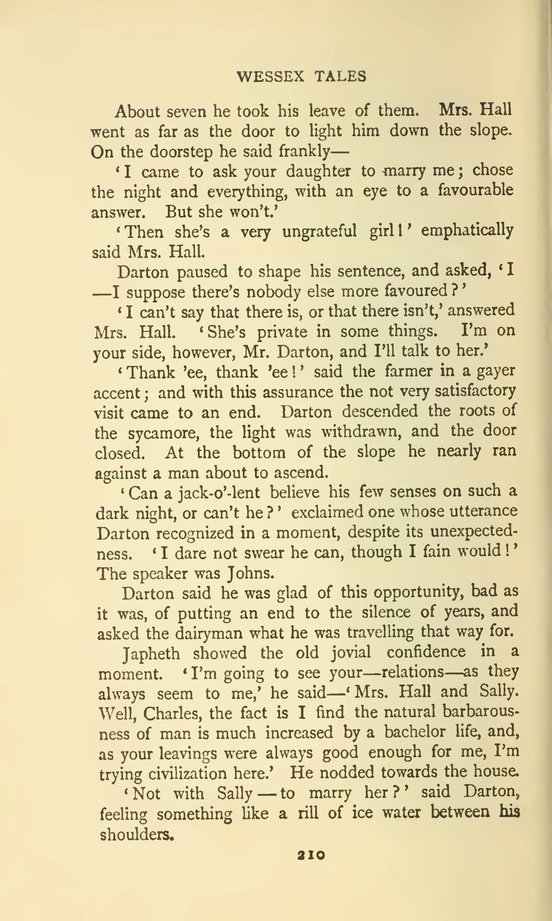 WESSEX TALES
About seven he took his leave of them. Mrs. Hall
went as far as the door to light him down the slope.
On the doorstep he said frankly—
‘I came to ask your daughter to marry me; chose
the night and everything, with an eye to a favourable
answer. But she won’t.’
‘Then she’s a very ungrateful girl!’ emphatically
said Mrs. Hall.
Darton paused to shape his sentence, and asked, ‘I
—I suppose there’s nobody else more favoured?’
‘I can’t say that there is, or that there isn’t,’ answered
Mrs. Hall. ‘She’s private in some things. I’m on
your side, however, Mr. Darton, and I’ll talk to her.’
‘Thank ’ee, thank ’ee!’ said the farmer in a gayer
accent; and with this assurance the not very satisfactory
visit came to an end. Darton descended the roots of
the sycamore, the light was withdrawn, and the door
closed. At the bottom of the slope he nearly ran
against a man about to ascend.
‘Can a jack-o’-lent believe his few senses on such a
dark night, or can’t he?’ exclaimed one whose utterance
Darton recognized in a moment, despite its unexpected-
ness. ‘I dare not swear he can, though I fain would!’
The speaker was Johns.
Darton said he was glad of this opportunity, bad as
it was, of putting an end to the silence of years, and
asked the dairyman what he was travelling that way for.
Japheth showed the old jovial confidence in a
moment. ‘I’m going to see your—relations—as they
always seem to me,’ he said—‘Mrs. Hall and Sally.
Well, Charles, the fact is I find the natural barbarous-
ness of man is much increased by a bachelor life, and,
as your leavings were always good enough for me, I’m
trying civilization here.’ He nodded towards the house.
‘Not with Sally—to marry her?’ said Darton,
feeling something like a rill of ice water between his
shoulders.
210